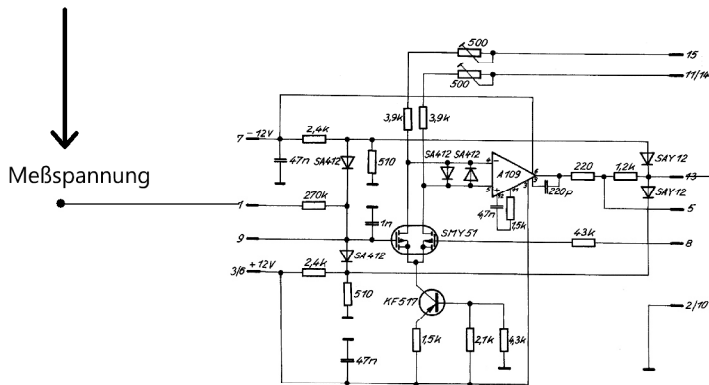 500
15
500
11/14
3,9k
3,9k
7 -12V
2,4k
47n
SA412
510
SA412 SA412
A109
220p
220
1,2k
SAY12
13
SAY12
5
Meßspannung
1
270k
1n
47n
1,5k
9
SMY51
43k
8
SA412
3/6 +12V
2,4k
510
KF517
2/10
47n
1,5k
2,1k
4,3k